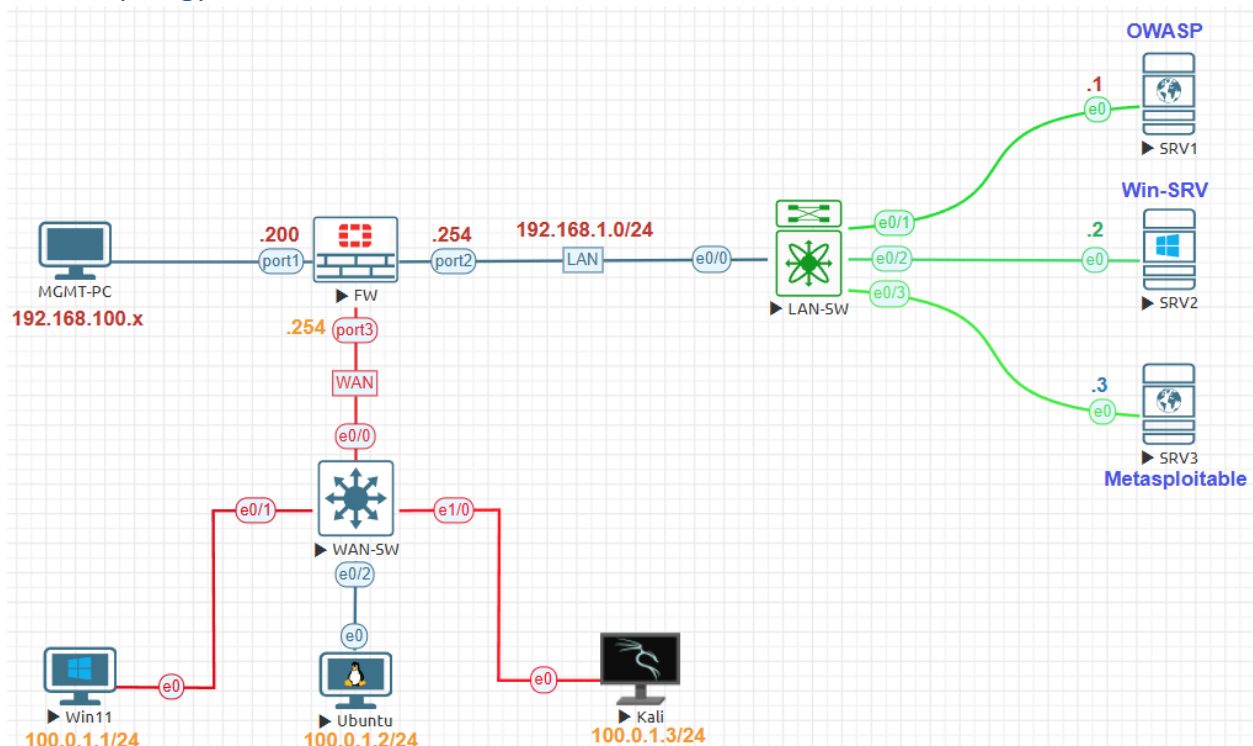 OWASP
.1
e0
SRV1
Win-SRV
.200
.254
192.168.1.0/24
e0/1
.2
port1
port2
LAN
e0/0
e0/2
e0
MGMT-PC
FW
e0/3
SRV2
192.168.100.x
LAN-SW
.254
port3
WAN
.3
e0
e0/0
SRV3
Metasploitable
e0/1
e1/0
WAN-SW
e0/2
e0
e0
e0
Win11
Ubuntu
Kali
100.0.1.1/24
100.0.1.2/24
100.0.1.3/24